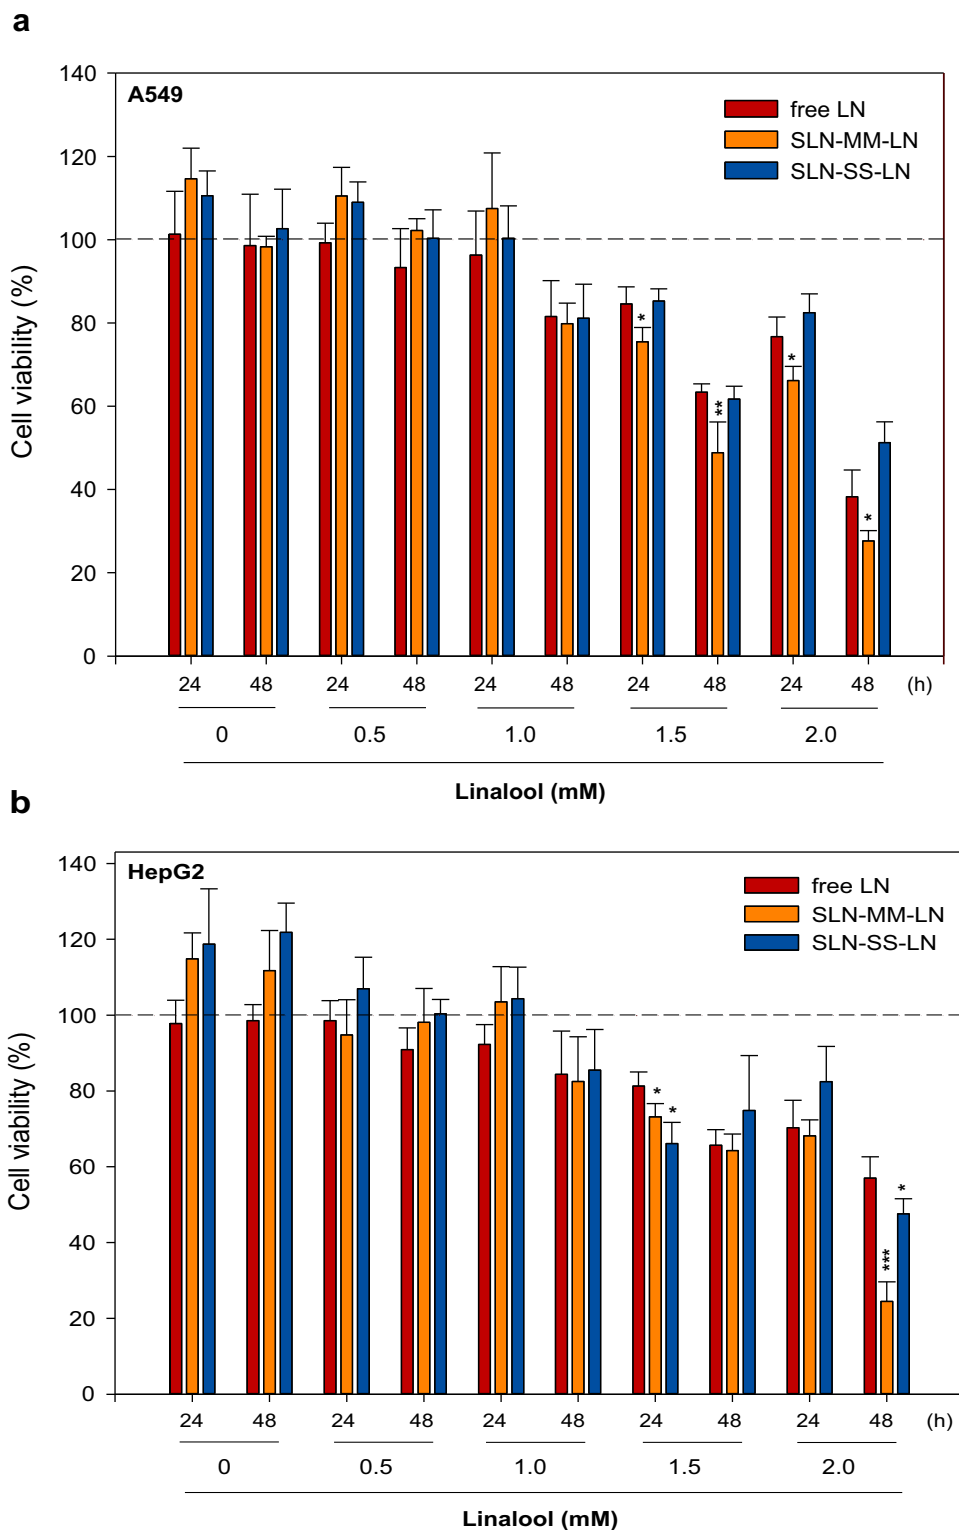 a
A549
free LN
SLN-MM-LN
SLN-SS-LN
Cell viability (%)
140
120
100
80
60
40
20
0
*
**
*
*
24 48 24 48 24 48 24 48 24 48 (h)
0 0.5 1.0 1.5 2.0
Linalool (mM)
b
HepG2
free LN
SLN-MM-LN
SLN-SS-LN
Cell viability (%)
140
120
100
80
60
40
20
0
*
*
***
*
24 48 24 48 24 48 24 48 24 48 (h)
0 0.5 1.0 1.5 2.0
Linalool (mM)